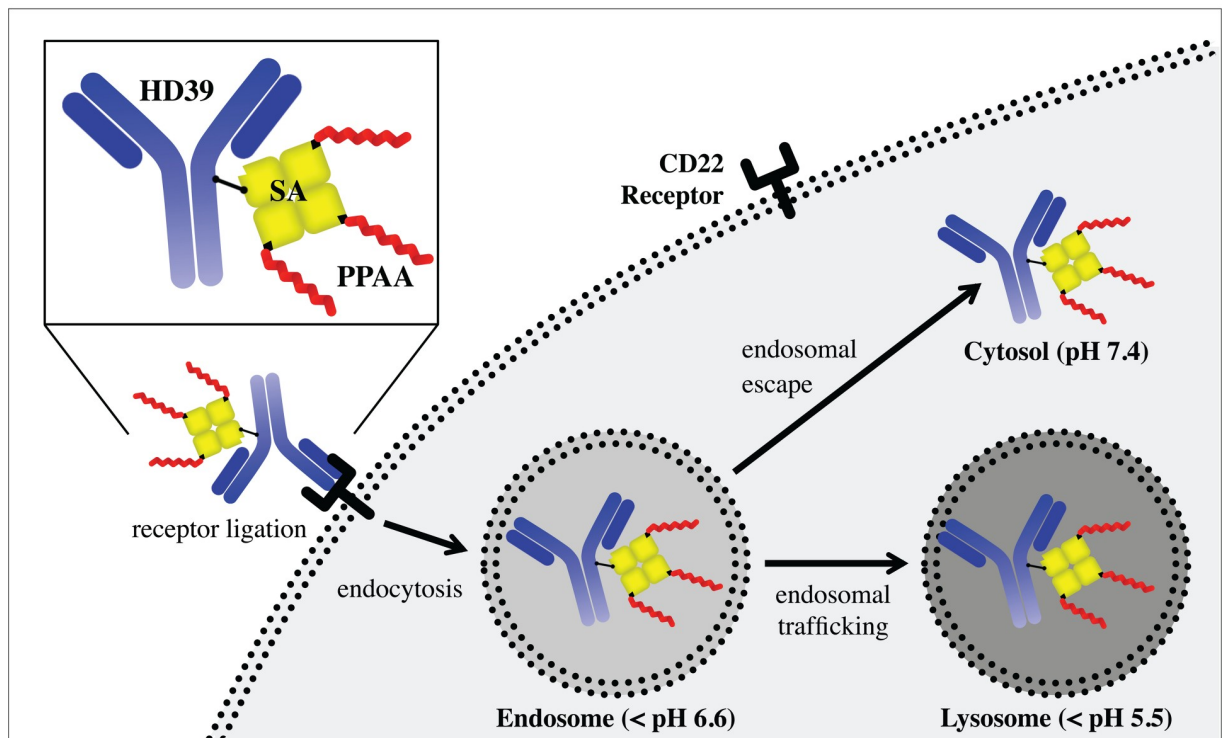 HD39
SA
PPAA
CD22
Receptor
receptor ligation
endocytosis
endosomal
escape
Cytosol (pH 7.4)
endosomal
trafficking
Endosome (< pH 6.6)
Lysosome (< pH 5.5)